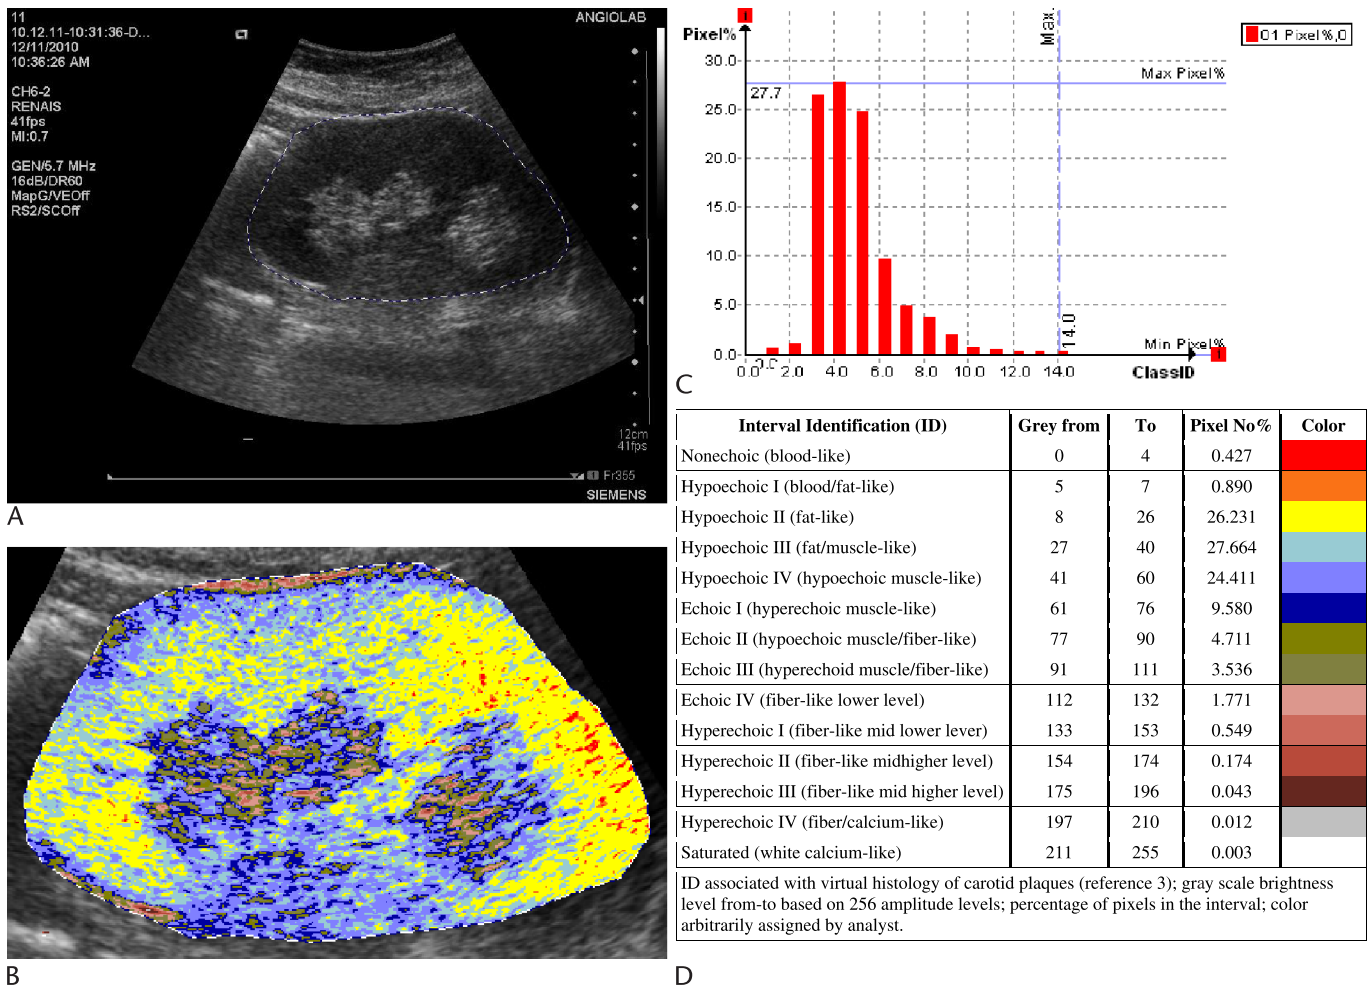 11
10.12.11-10:31:36-D...
12/11/2010
10:36:26 AM
CH6-2
RENAIS
41fps
MI:0.7
GEN/6.7 MHz
16dB/DR60
MapG/VEOff
RS2/SCOff
ANGIOLAB
12cm
41fps
Fr355
SIEMENS
A
B
Pixel%
Max.
01 Pixel%,0
30.0
Max Pixel%
27.7
25.0
20.0
15.0
10.0
5.0
14.0
Min Pixel%
0.0
0.0 2.0 4.0 6.0 8.0 10.0 12.0 14.0
ClassID
C
Interval Identification (ID) Grey from To Pixel No% Color
Nonechoic (blood-like) 0 4 0.427
Hypoechoic I (blood/fat-like) 5 7 0.890
Hypoechoic II (fat-like) 8 26 26.231
Hypoechoic III (fat/muscle-like) 27 40 27.664
Hypoechoic IV (hypoechoic muscle-like) 41 60 24.411
Echoic I (hyperechoic muscle-like) 61 76 9.580
Echoic II (hypoechoic muscle/fiber-like) 77 90 4.711
Echoic III (hyperechoid muscle/fiber-like) 91 111 3.536
Echoic IV (fiber-like lower level) 112 132 1.771
Hyperechoic I (fiber-like mid lower lever) 133 153 0.549
Hyperechoic II (fiber-like midhigher level) 154 174 0.174
Hyperechoic III (fiber-like mid higher level) 175 196 0.043
Hyperechoic IV (fiber/calcium-like) 197 210 0.012
Saturated (white calcium-like) 211 255 0.003
ID associated with virtual histology of carotid plaques (reference 3); gray scale brightness
level from-to based on 256 amplitude levels; percentage of pixels in the interval; color
arbitrarily assigned by analyst.
D